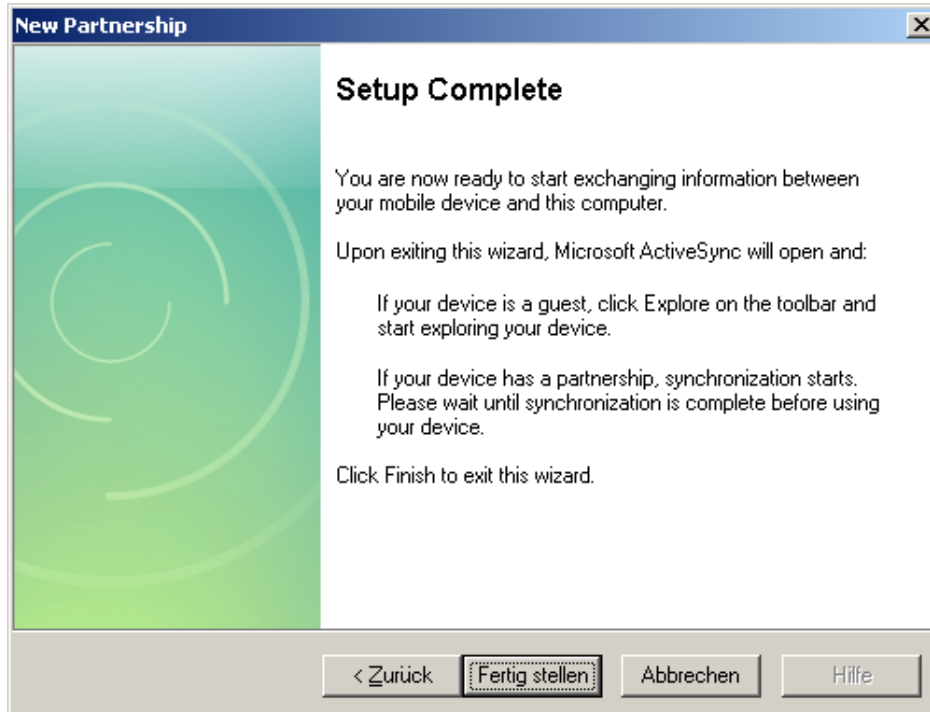 New Partnership
Setup Complete
You are now ready to start exchanging information between
your mobile device and this computer.
Upon exiting this wizard, Microsoft ActiveSync will open and:
If your device is a guest, click Explore on the toolbar and
start exploring your device.
If your device has a partnership, synchronization starts.
Please wait until synchronization is complete before using
your device.
Click Finish to exit this wizard.
< Zurück Fertig stellen Abbrechen Hilfe